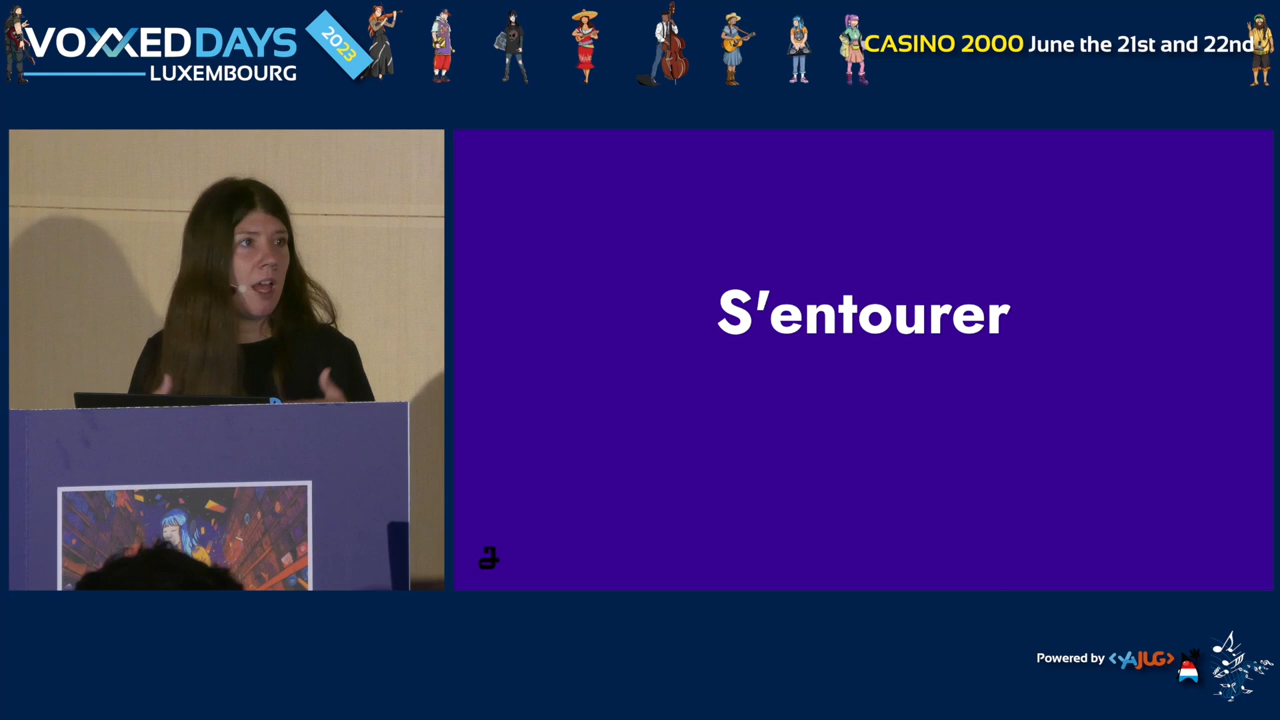 VOXXEDDAYS
LUXEMBOURG
2023
CASINO 2000 June the 21st and 22nd
S'entourer
Powered by <YAJUG>